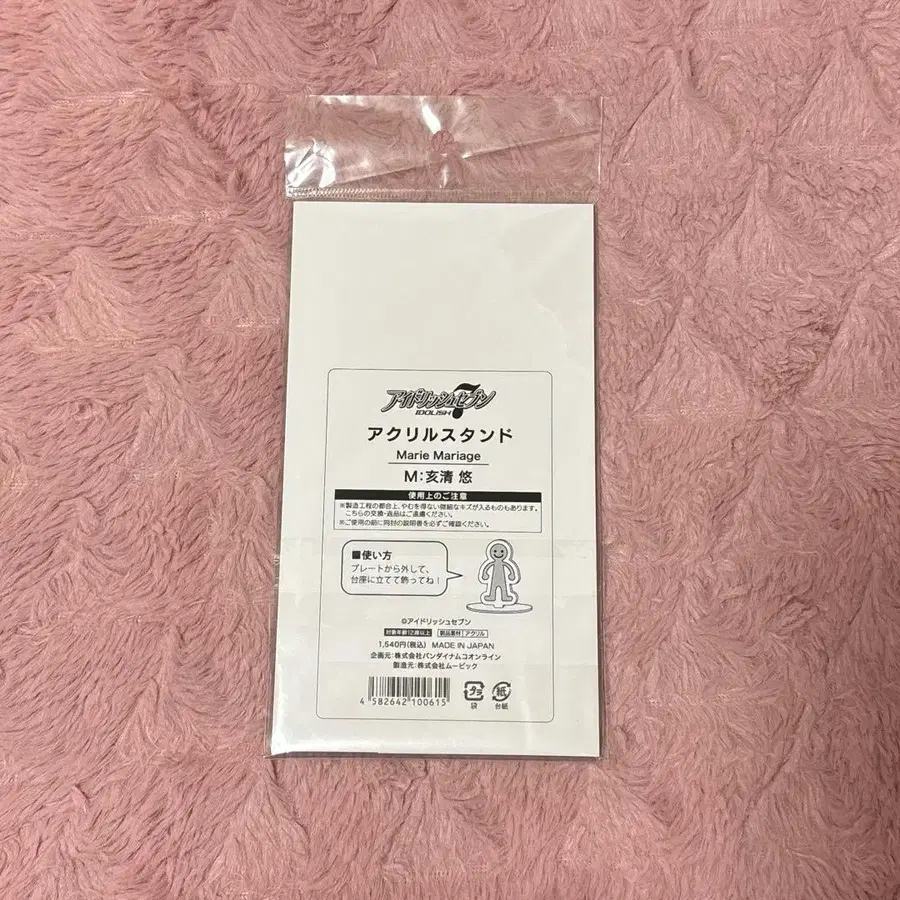 アイドリッシュセブン
IDOLiSH7
アクリルスタンド
Marie Mariage
M:亥清 悠
使用上のご注意
※製造工程の都合上、やむを得ない微細なキズが入るものもあります。
こちらの交換・返品はご遠慮ください。
※ご使用の前に同封の説明書を必ずご確認ください。
■使い方
プレートから外して、
台座に立てて飾ってね!
©アイドリッシュセブン
対象年齢12歳以上 製品素材 アクリル
1,540円(税込) MADE IN JAPAN
企画元:株式会社バンダイナムコオンライン
製造元:株式会社ムービック
4 582642 100615
プラ 紙
袋 台紙